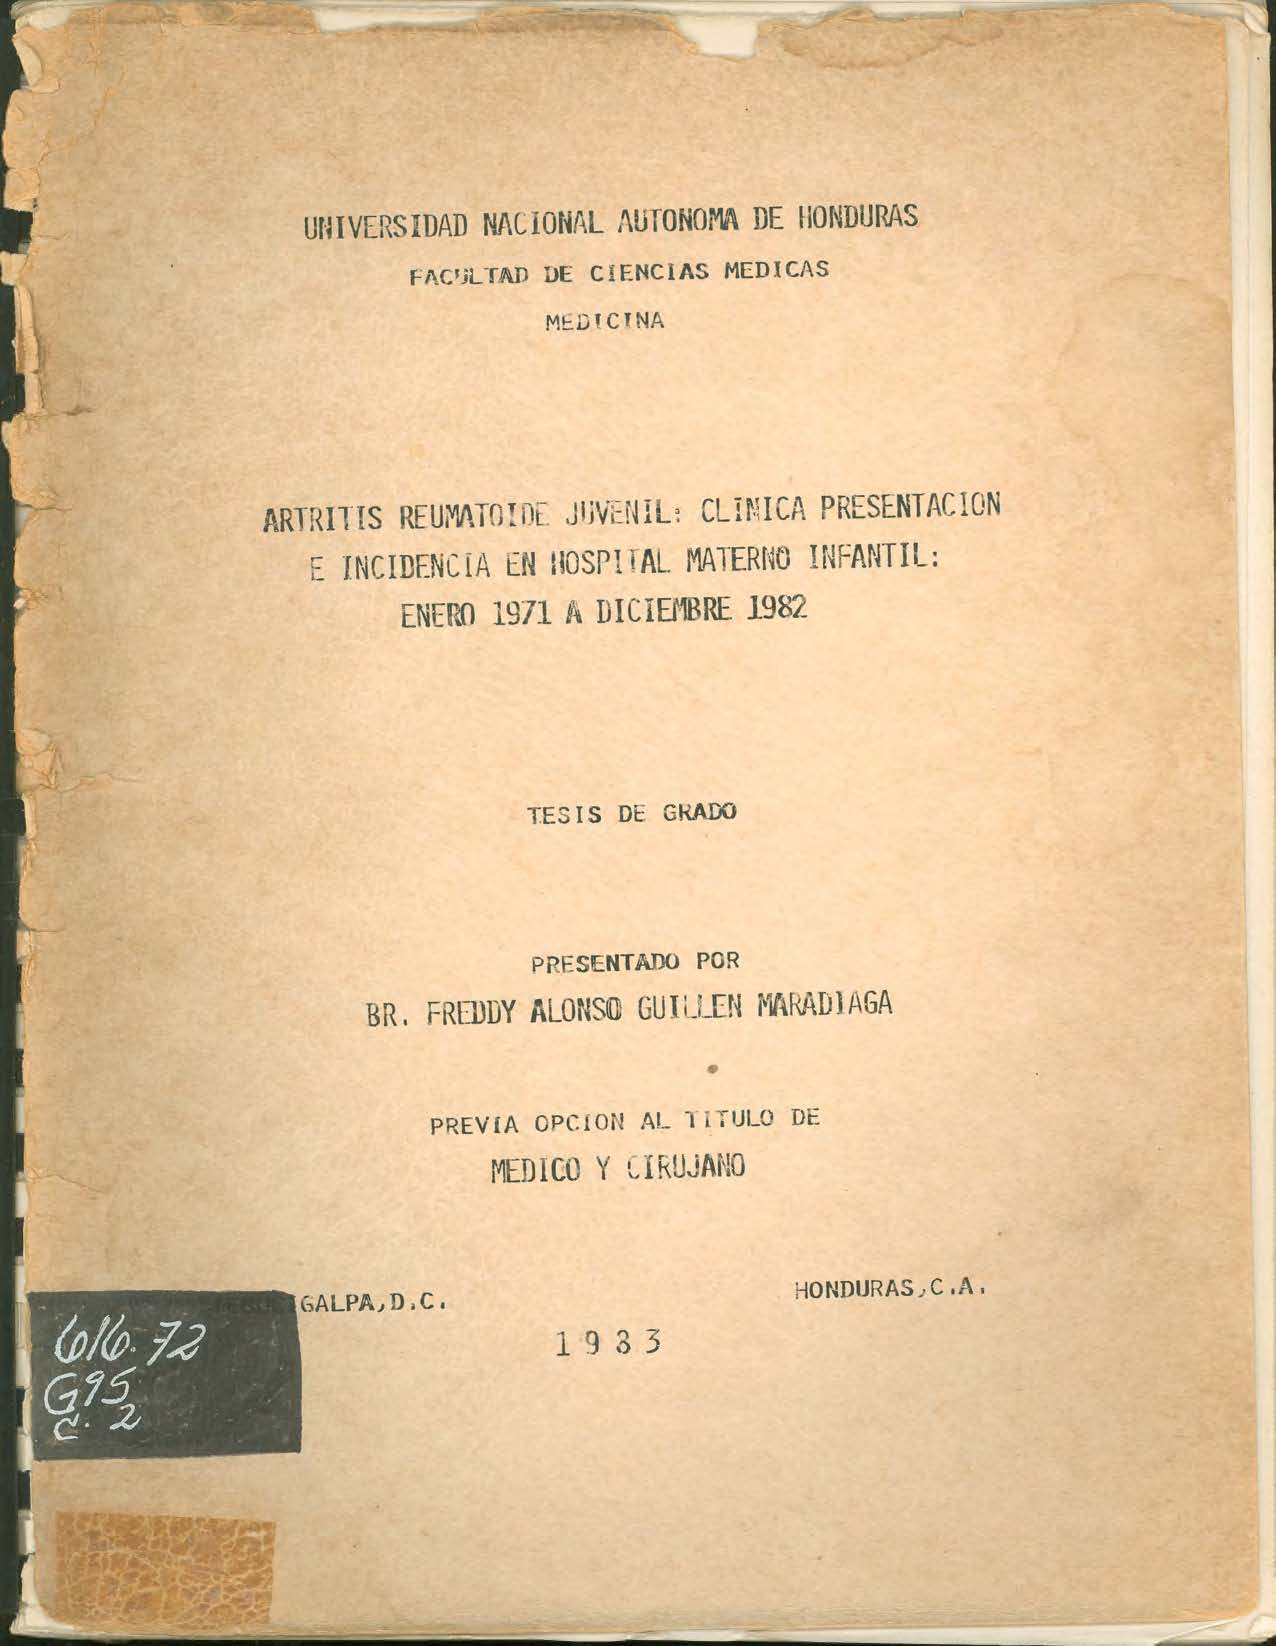 UNIVERSIDAD NACIONAL AUTONOMA DE HONDURAS
FACULTAD DE CIENCIAS MEDICAS
MEDICINA
ARTRITIS REUMATOIDE JUVENIL: CLINICA PRESENTACION
E INCIDENCIA EN HOSPITAL MATERNO INFANTIL:
ENERO 1971 A DICIEMBRE 1982
TESIS DE GRADO
PRESENTADO POR
BR. FREDDY ALONSO GUILLEN MARADIAGA
PREVIA OPCION AL TITULO DE
MEDICO Y CIRUJANO
GALPA, D.C. HONDURAS, C.A.
1983
616.72
G95
c. 2